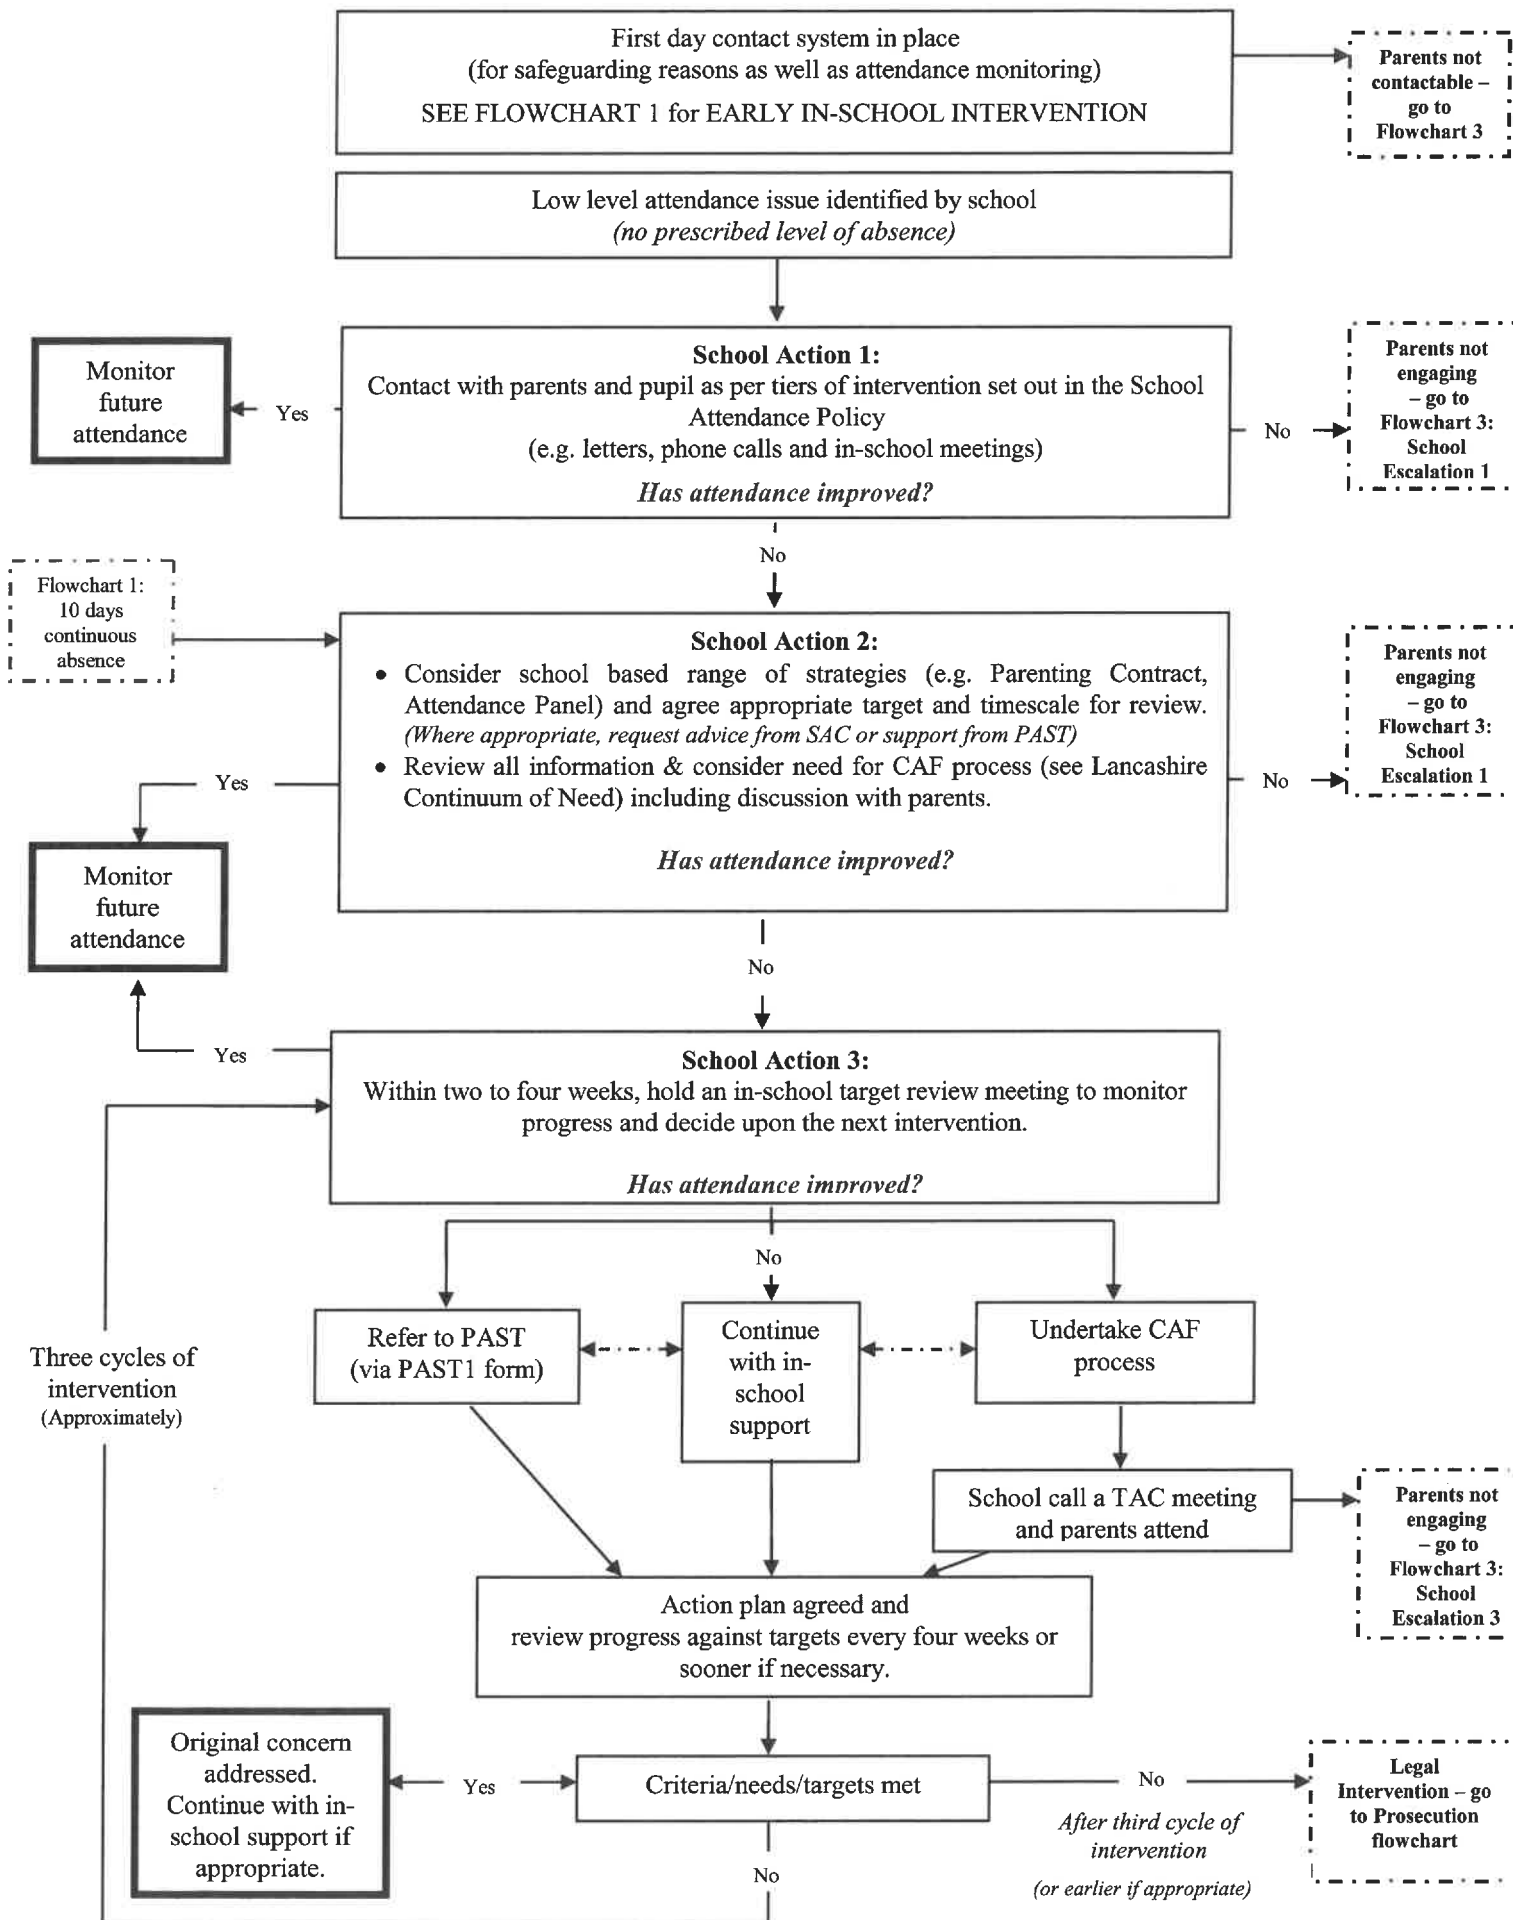 First day contact system in place
(for safeguarding reasons as well as attendance monitoring)
SEE FLOWCHART 1 for EARLY IN-SCHOOL INTERVENTION
Parents not
contactable –
go to
Flowchart 3
Low level attendance issue identified by school
(no prescribed level of absence)
Monitor
future
attendance
Yes
School Action 1:
Contact with parents and pupil as per tiers of intervention set out in the School
Attendance Policy
(e.g. letters, phone calls and in-school meetings)
Has attendance improved?
No
Parents not
engaging
– go to
Flowchart 3:
School
Escalation 1
No
Flowchart 1:
10 days
continuous
absence
School Action 2:
• Consider school based range of strategies (e.g. Parenting Contract,
Attendance Panel) and agree appropriate target and timescale for review.
(Where appropriate, request advice from SAC or support from PAST)
• Review all information & consider need for CAF process (see Lancashire
Continuum of Need) including discussion with parents.
Has attendance improved?
Yes
No
Parents not
engaging
– go to
Flowchart 3:
School
Escalation 1
Monitor
future
attendance
No
Yes
School Action 3:
Within two to four weeks, hold an in-school target review meeting to monitor
progress and decide upon the next intervention.
Has attendance improved?
No
Three cycles of
intervention
(Approximately)
Refer to PAST
(via PAST1 form)
Continue
with in-
school
support
Undertake CAF
process
School call a TAC meeting
and parents attend
Parents not
engaging
– go to
Flowchart 3:
School
Escalation 3
Action plan agreed and
review progress against targets every four weeks or
sooner if necessary.
Original concern
addressed.
Continue with in-
school support if
appropriate.
Yes
Criteria/needs/targets met
No
After third cycle of
intervention
(or earlier if appropriate)
Legal
Intervention – go
to Prosecution
flowchart
No